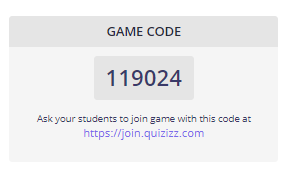 GAME CODE
119024
Ask your students to join game with this code at
https://join.quizizz.com